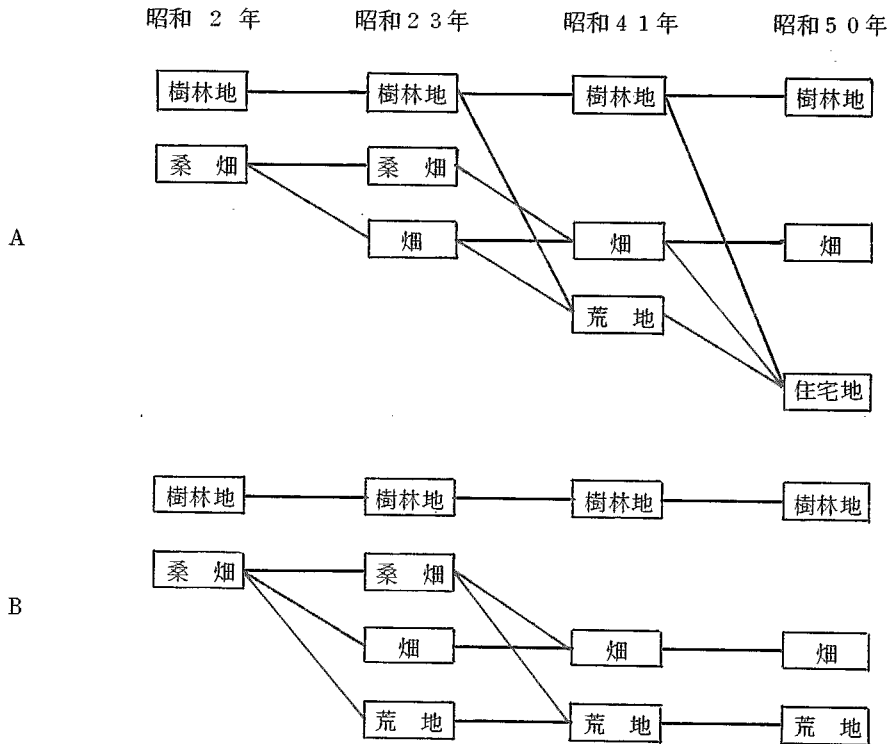 昭和2年 昭和23年 昭和41年 昭和50年
樹林地 樹林地 樹林地 樹林地
桑畑 桑畑
A 畑 畑 畑
荒地
住宅地
樹林地 樹林地 樹林地 樹林地
桑畑 桑畑
B
畑 畑 畑
荒地 荒地 荒地